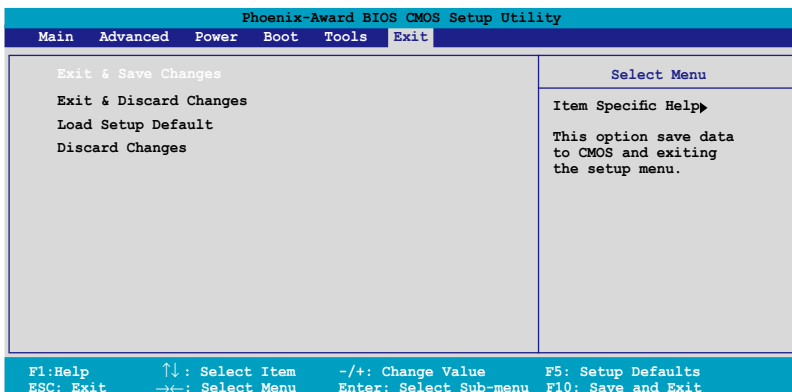 Phoenix-Award BIOS CMOS Setup Utility
Main Advanced Power Boot Tools Exit
Exit & Save Changes
Exit & Discard Changes
Load Setup Default
Discard Changes
Select Menu
Item Specific Help▶
This option save data
to CMOS and exiting
the setup menu.
F1:Help ↑↓: Select Item -/+: Change Value F5: Setup Defaults
ESC: Exit →←: Select Menu Enter: Select Sub-menu F10: Save and Exit